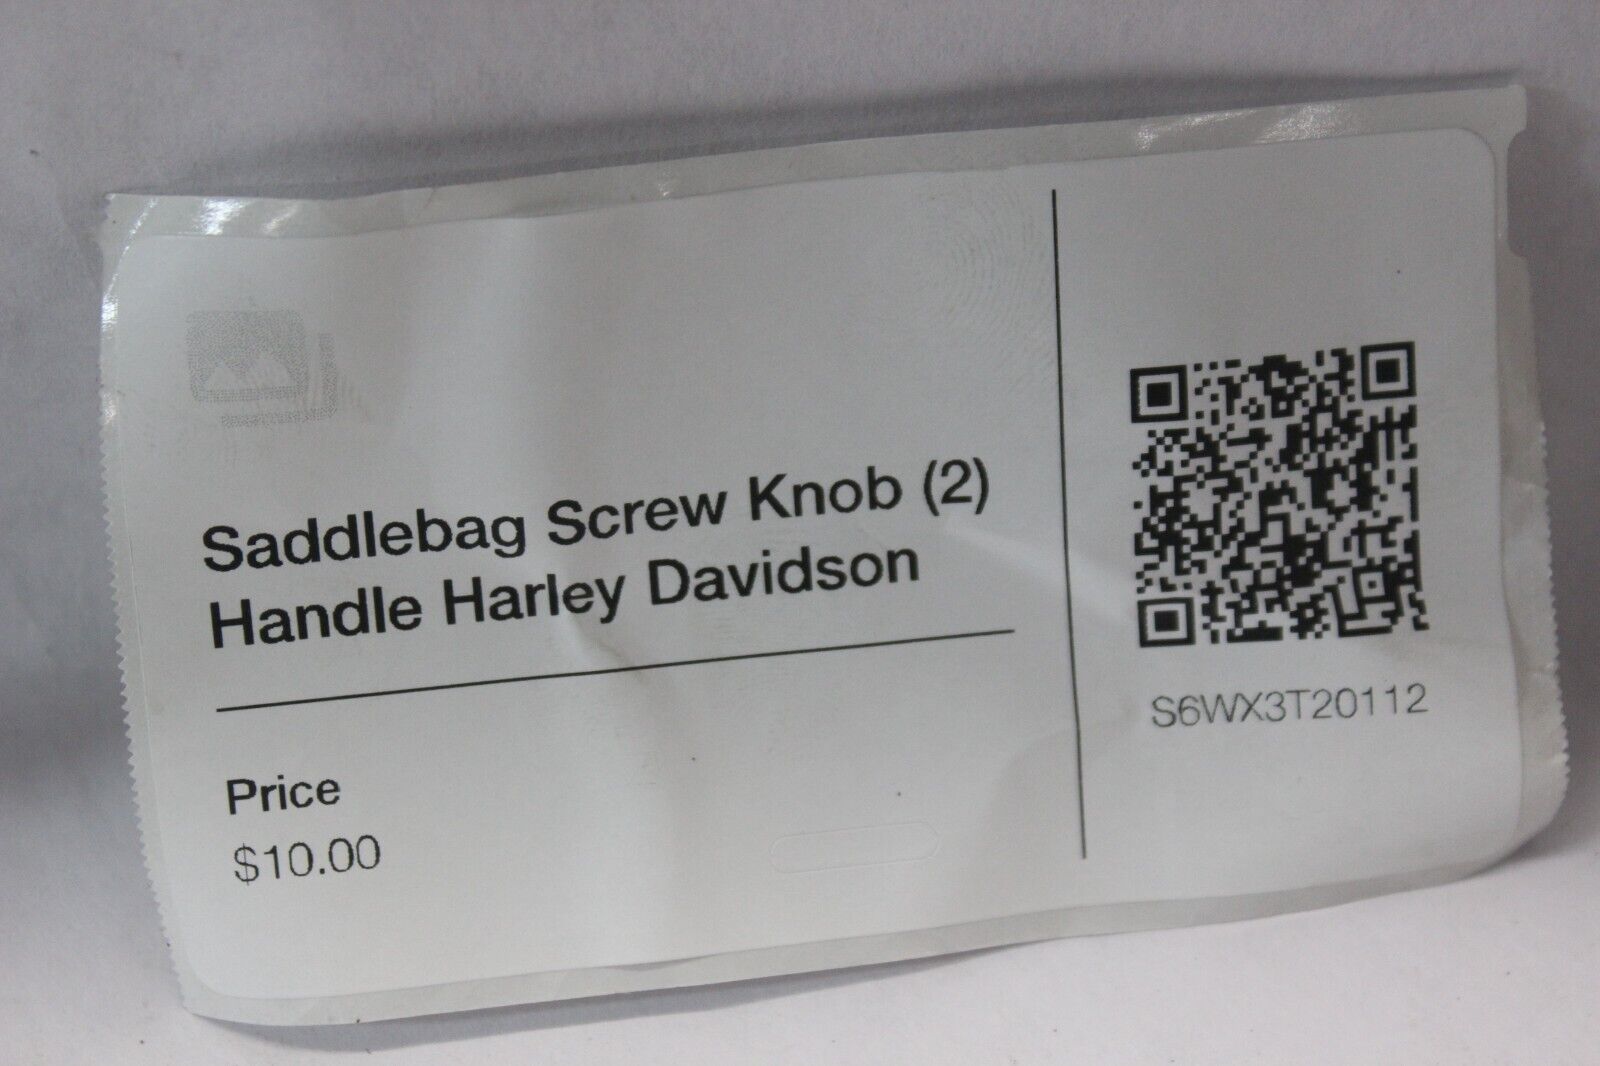 Saddlebag Screw Knob (2)
Handle Harley Davidson
Price
$10.00
S6WX3T20112